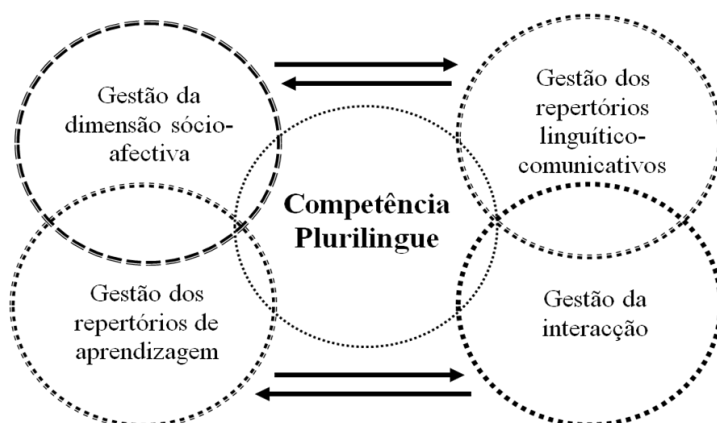 Gestão da
dimensão sócio-
afectiva
Gestão dos
repertórios
linguítico-
comunicativos
Competência
Plurilingue
Gestão dos
repertórios de
aprendizagem
Gestão da
interacção